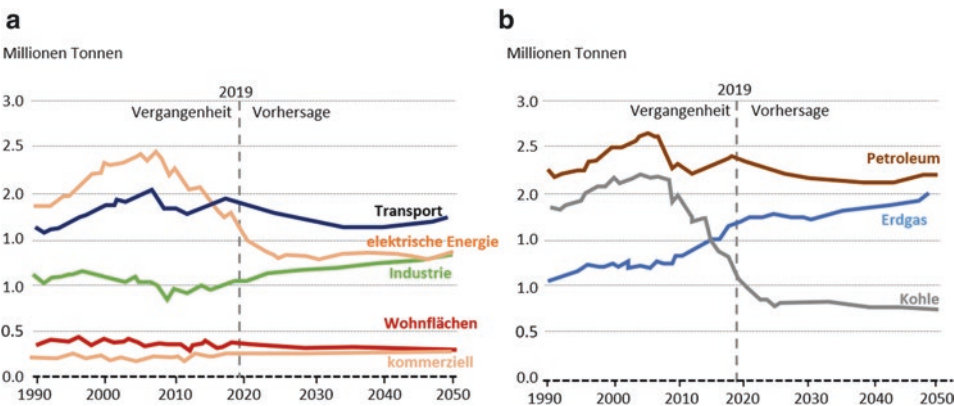 a
Millionen Tonnen
2019
Vergangenheit Vorhersage
3.0
2.5
2.0
1.0
1.0
0.5
0.0
Transport
elektrische Energie
Industrie
Wohnflächen
kommerziell
1990 2000 2010 2020 2030 2040 2050
b
Millionen Tonnen
2019
Vergangenheit Vorhersage
3.0
2.5
2.0
1.0
1.0
0.5
0.0
Petroleum
Erdgas
Kohle
1990 2000 2010 2020 2030 2040 2050